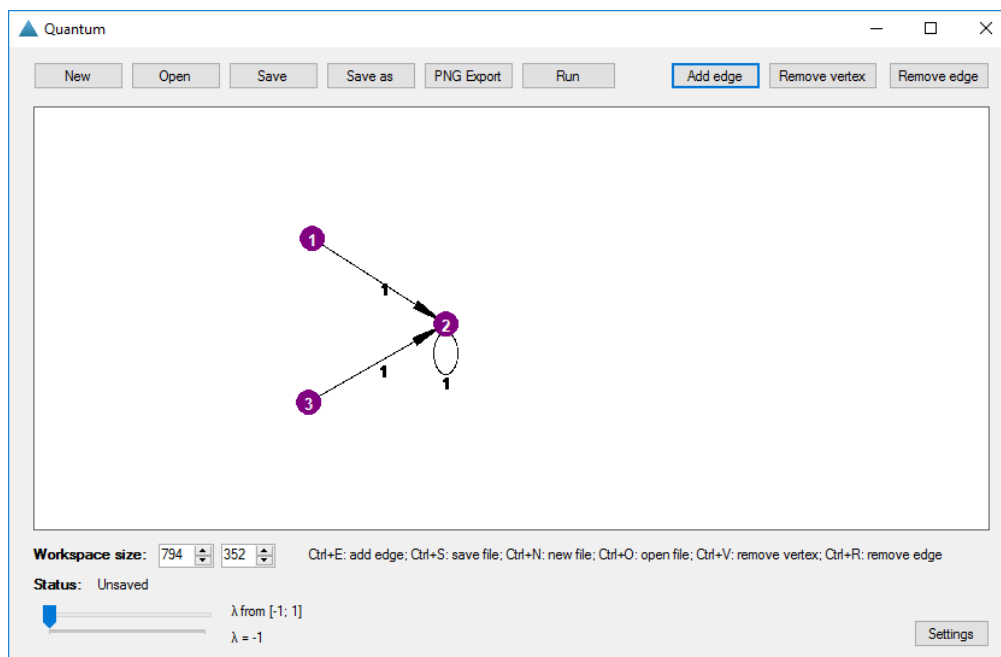 Quantum
New Open Save Save as PNG Export Run Add edge Remove vertex Remove edge
1
1
2
1
3
1
Workspace size: 794 352 Ctrl+E: add edge; Ctrl+S: save file; Ctrl+N: new file; Ctrl+O: open file; Ctrl+V: remove vertex; Ctrl+R: remove edge
Status: Unsaved
λ from [-1; 1]
λ = -1
Settings